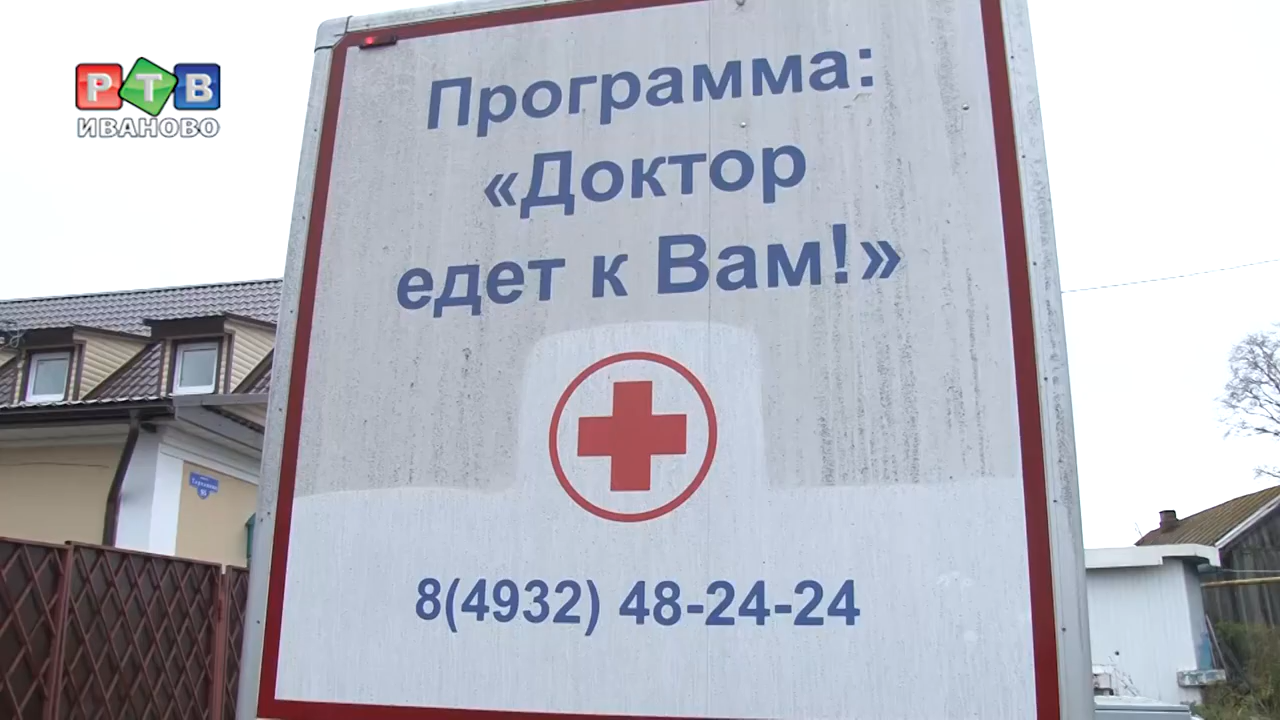 РТВ
ИВАНОВО
Программа:
«Доктор
едет к Вам!»
8(4932) 48-24-24